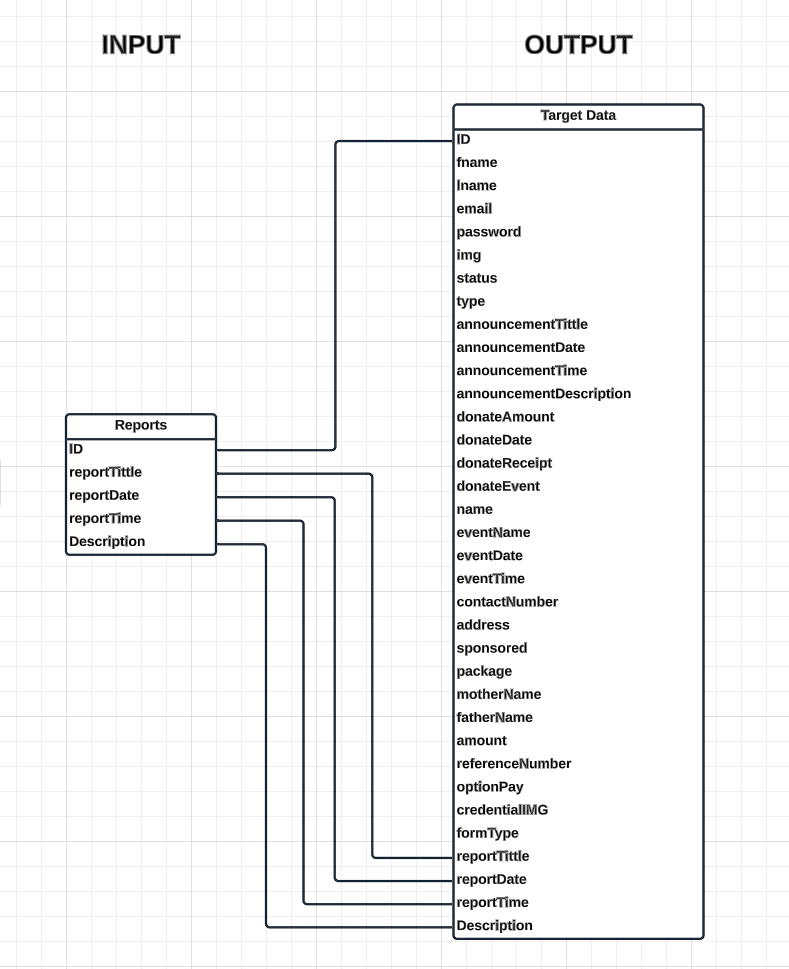 INPUT
OUTPUT
Target Data
ID
fname
lname
email
password
img
status
type
announcementTittle
announcementDate
announcementTime
announcementDescription
donateAmount
donateDate
donateReceipt
donateEvent
name
eventName
eventDate
eventTime
contactNumber
address
sponsored
package
motherName
fatherName
amount
referenceNumber
optionPay
credentialIMG
formType
reportTittle
reportDate
reportTime
Description
Reports
ID
reportTittle
reportDate
reportTime
Description